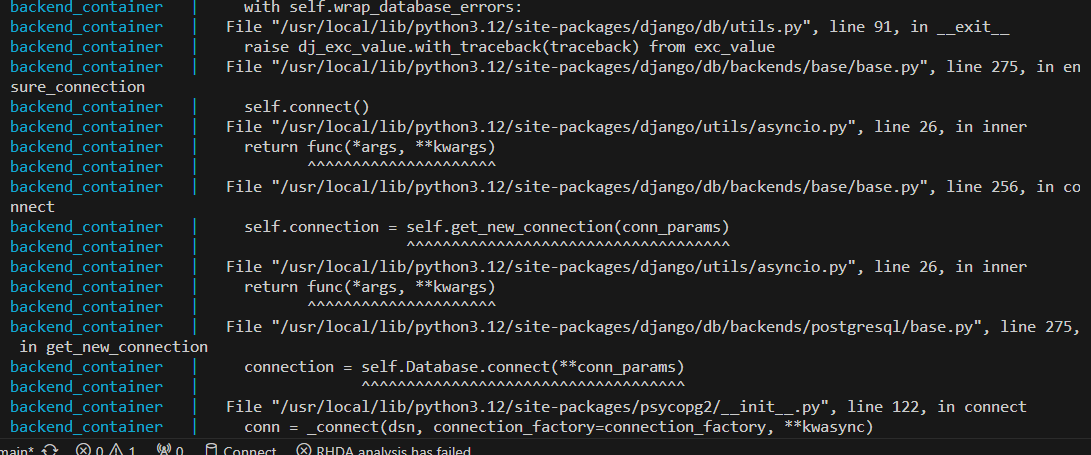 backend_container   |     with self.wrap_database_errors:
backend_container   |   File "/usr/local/lib/python3.12/site-packages/django/db/utils.py", line 91, in __exit__
backend_container   |     raise dj_exc_value.with_traceback(traceback) from exc_value
backend_container   |   File "/usr/local/lib/python3.12/site-packages/django/db/backends/base/base.py", line 275, in en
sure_connection
backend_container   |     self.connect()
backend_container   |   File "/usr/local/lib/python3.12/site-packages/django/utils/asyncio.py", line 26, in inner
backend_container   |     return func(*args, **kwargs)
backend_container   |            ^^^^^^^^^^^^^^^^^^^^^
backend_container   |   File "/usr/local/lib/python3.12/site-packages/django/db/backends/base/base.py", line 256, in co
nnect
backend_container   |     self.connection = self.get_new_connection(conn_params)
backend_container   |                       ^^^^^^^^^^^^^^^^^^^^^^^^^^^^^^^^^^^^
backend_container   |   File "/usr/local/lib/python3.12/site-packages/django/utils/asyncio.py", line 26, in inner
backend_container   |     return func(*args, **kwargs)
backend_container   |            ^^^^^^^^^^^^^^^^^^^^^
backend_container   |   File "/usr/local/lib/python3.12/site-packages/django/db/backends/postgresql/base.py", line 275,
 in get_new_connection
backend_container   |     connection = self.Database.connect(**conn_params)
backend_container   |                  ^^^^^^^^^^^^^^^^^^^^^^^^^^^^^^^^^^^^
backend_container   |   File "/usr/local/lib/python3.12/site-packages/psycopg2/__init__.py", line 122, in connect
backend_container   |     conn = _connect(dsn, connection_factory=connection_factory, **kwasync)
main* 0 1 0 Connect RHDA analysis has failed